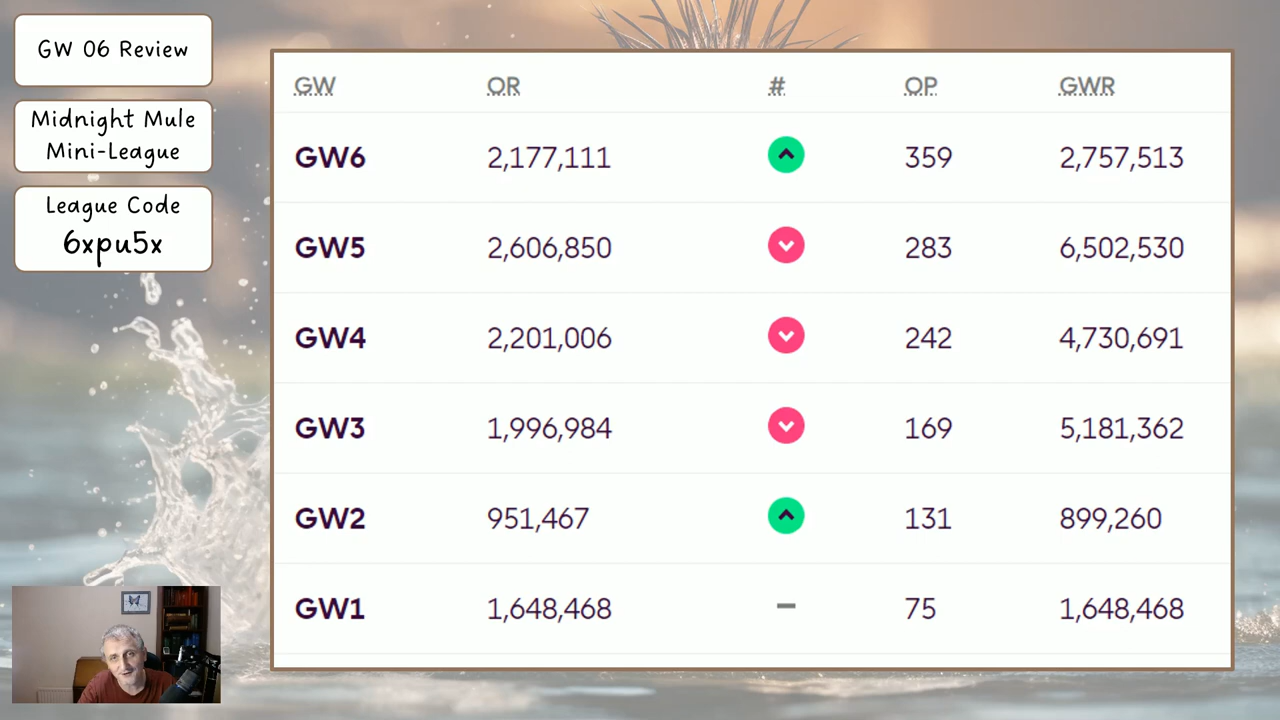 GW 06 Review
Midnight Mule
Mini-League
League Code
6xpu5x
GW OR # OP GWR
GW6 2,177,111 359 2,757,513
GW5 2,606,850 283 6,502,530
GW4 2,201,006 242 4,730,691
GW3 1,996,984 169 5,181,362
GW2 951,467 131 899,260
GW1 1,648,468 – 75 1,648,468